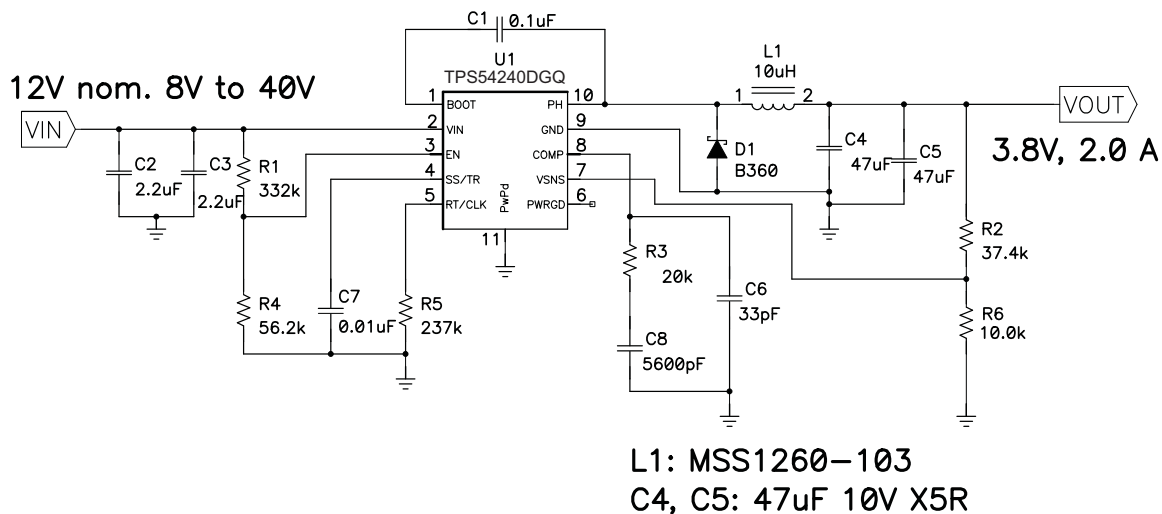 C1
0.1uF
U1
TPS54240DGQ
12V nom. 8V to 40V
VIN
1
BOOT
PH
10
2
VIN
GND
9
3
EN
COMP
8
4
SS/TR
VSNS
7
5
RT/CLK
PWRGD
6
PwPd
11
L1
10uH
1
2
VOUT
3.8V, 2.0 A
C2
2.2uF
C3
2.2uF
R1
332k
D1
B360
C4
47uF
C5
47uF
R2
37.4k
R3
20k
C6
33pF
R4
56.2k
C7
0.01uF
R5
237k
C8
5600pF
R6
10.0k
L1: MSS1260-103
C4, C5: 47uF 10V X5R